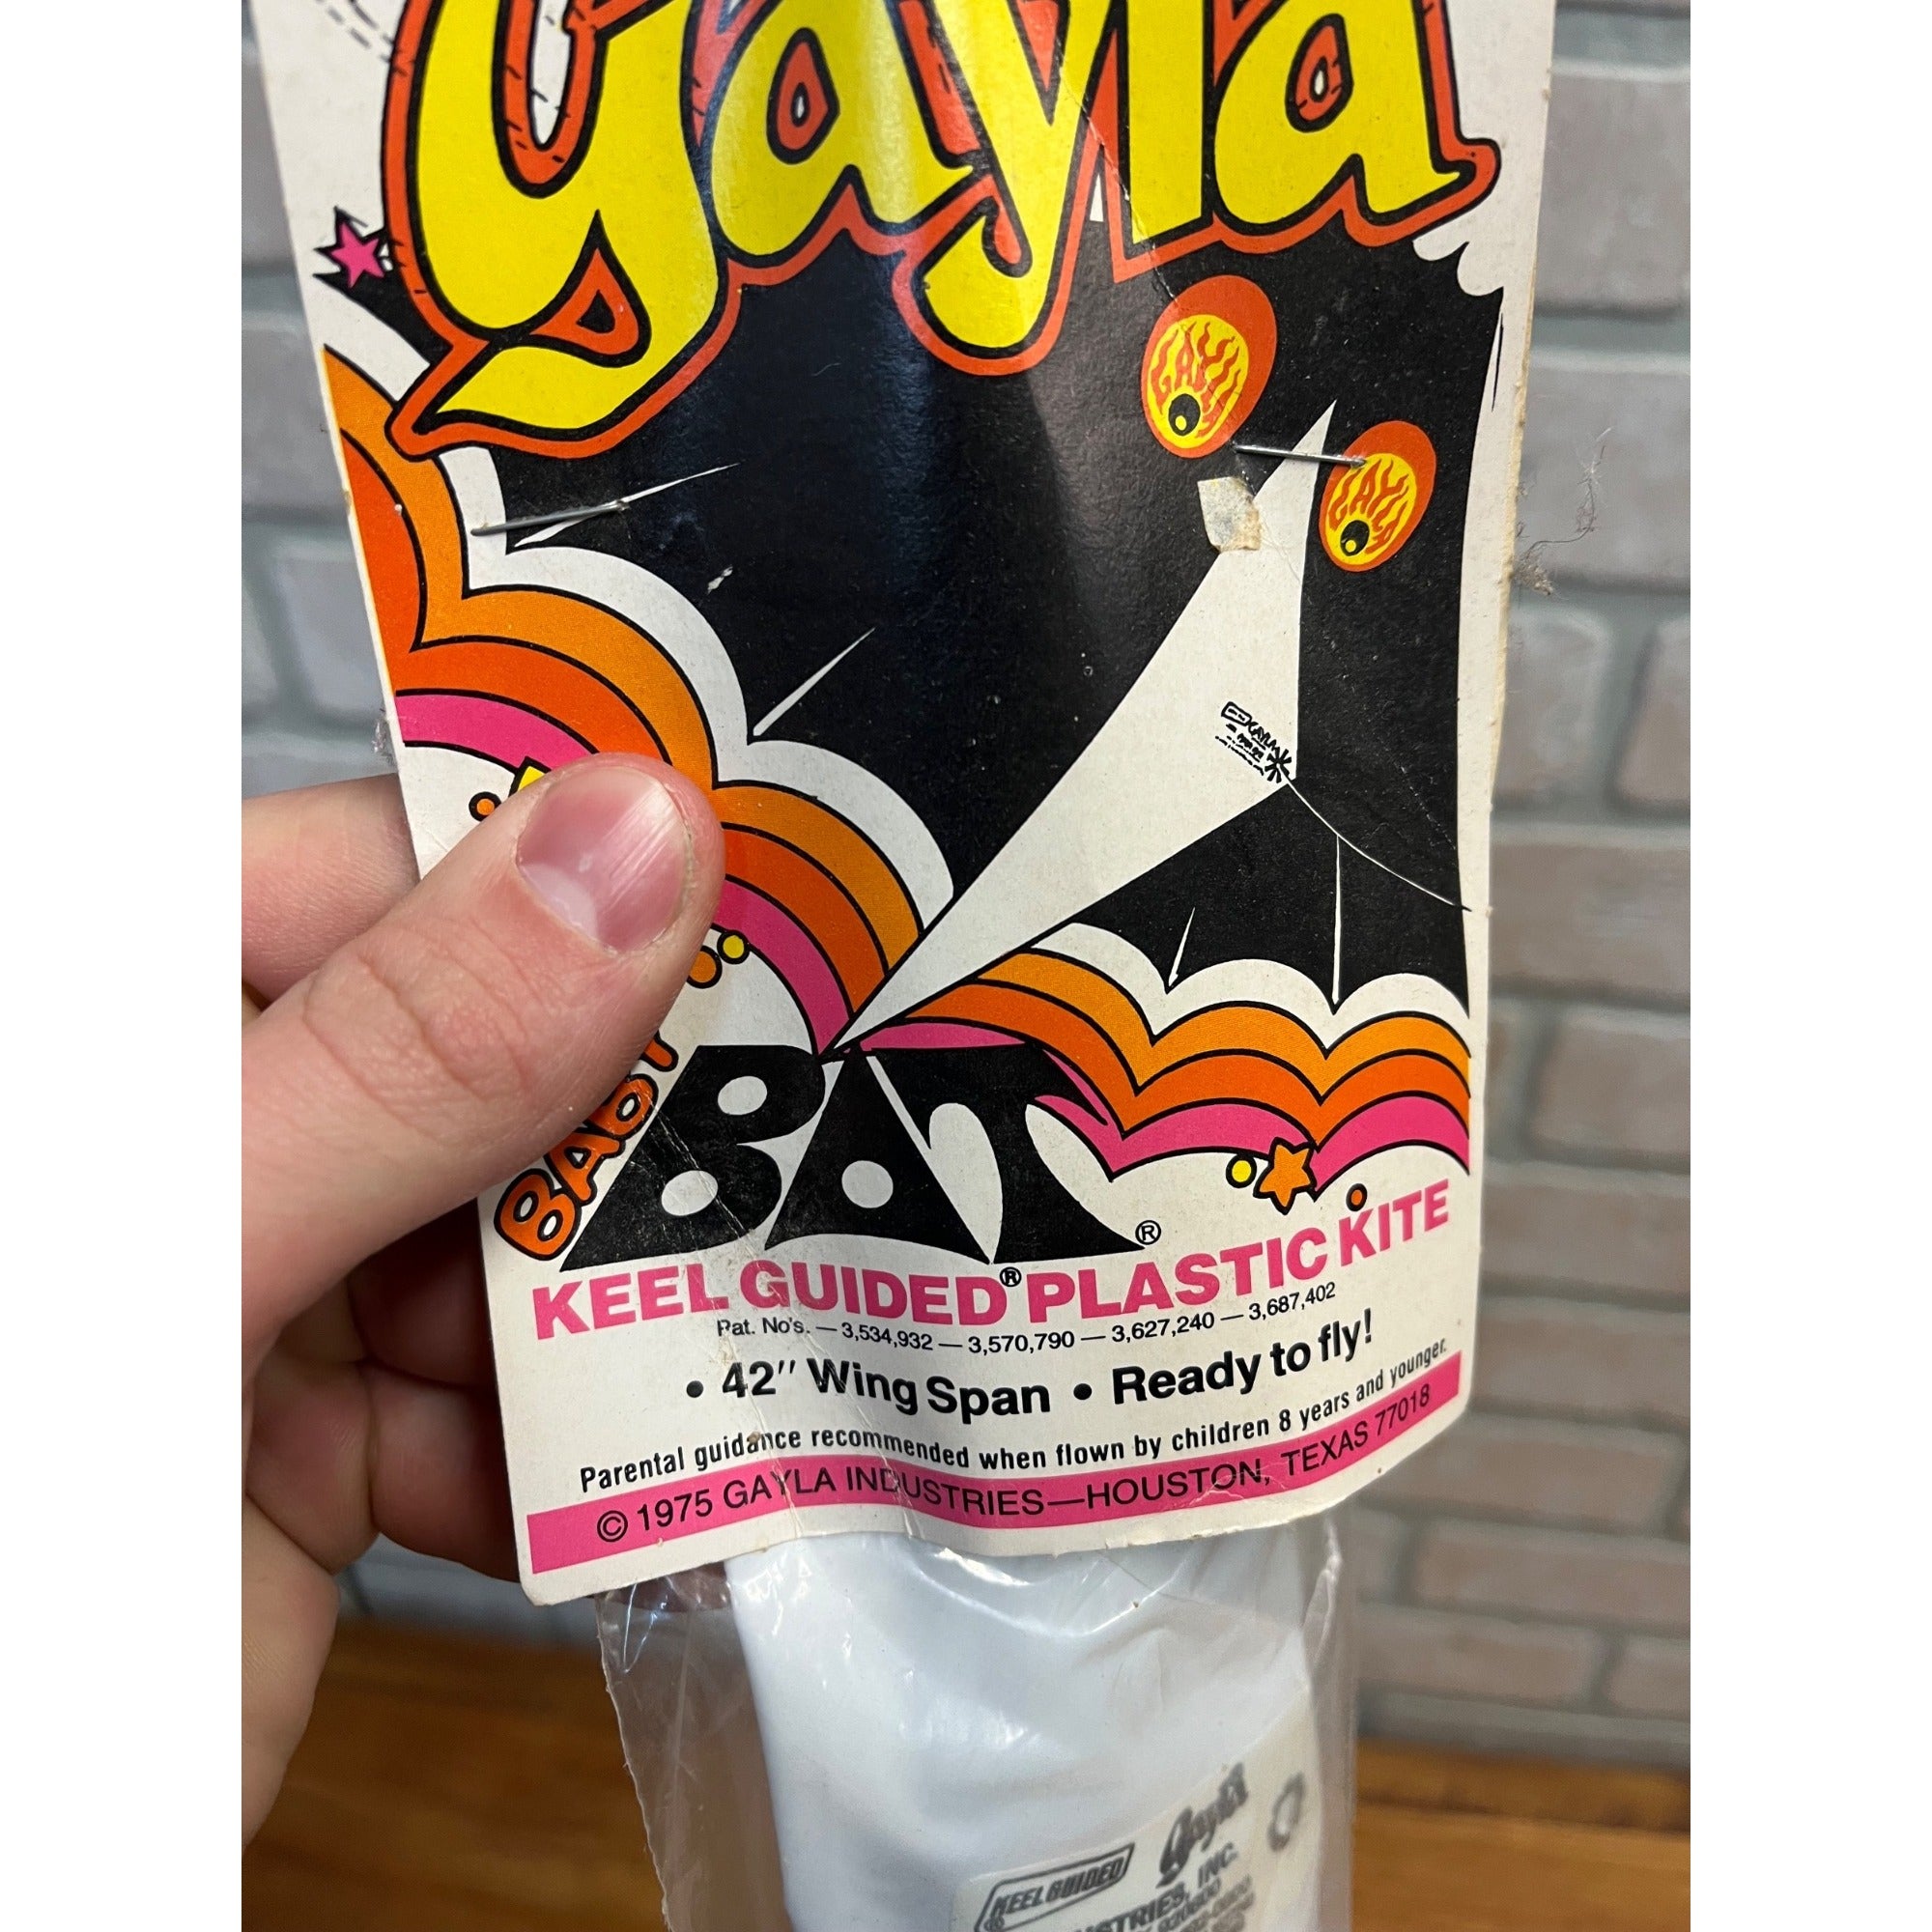 Gayla
GAYLA
GAYLA
BABY
BAT®
KEEL GUIDED® PLASTIC KITE
Pat. No's. — 3,534,932 — 3,570,790 — 3,627,240 — 3,687,402
• 42" Wing Span • Ready to fly!
Parental guidance recommended when flown by children 8 years and younger.
© 1975 GAYLA INDUSTRIES—HOUSTON, TEXAS 77018
KEEL GUIDED
Gayla
INC.